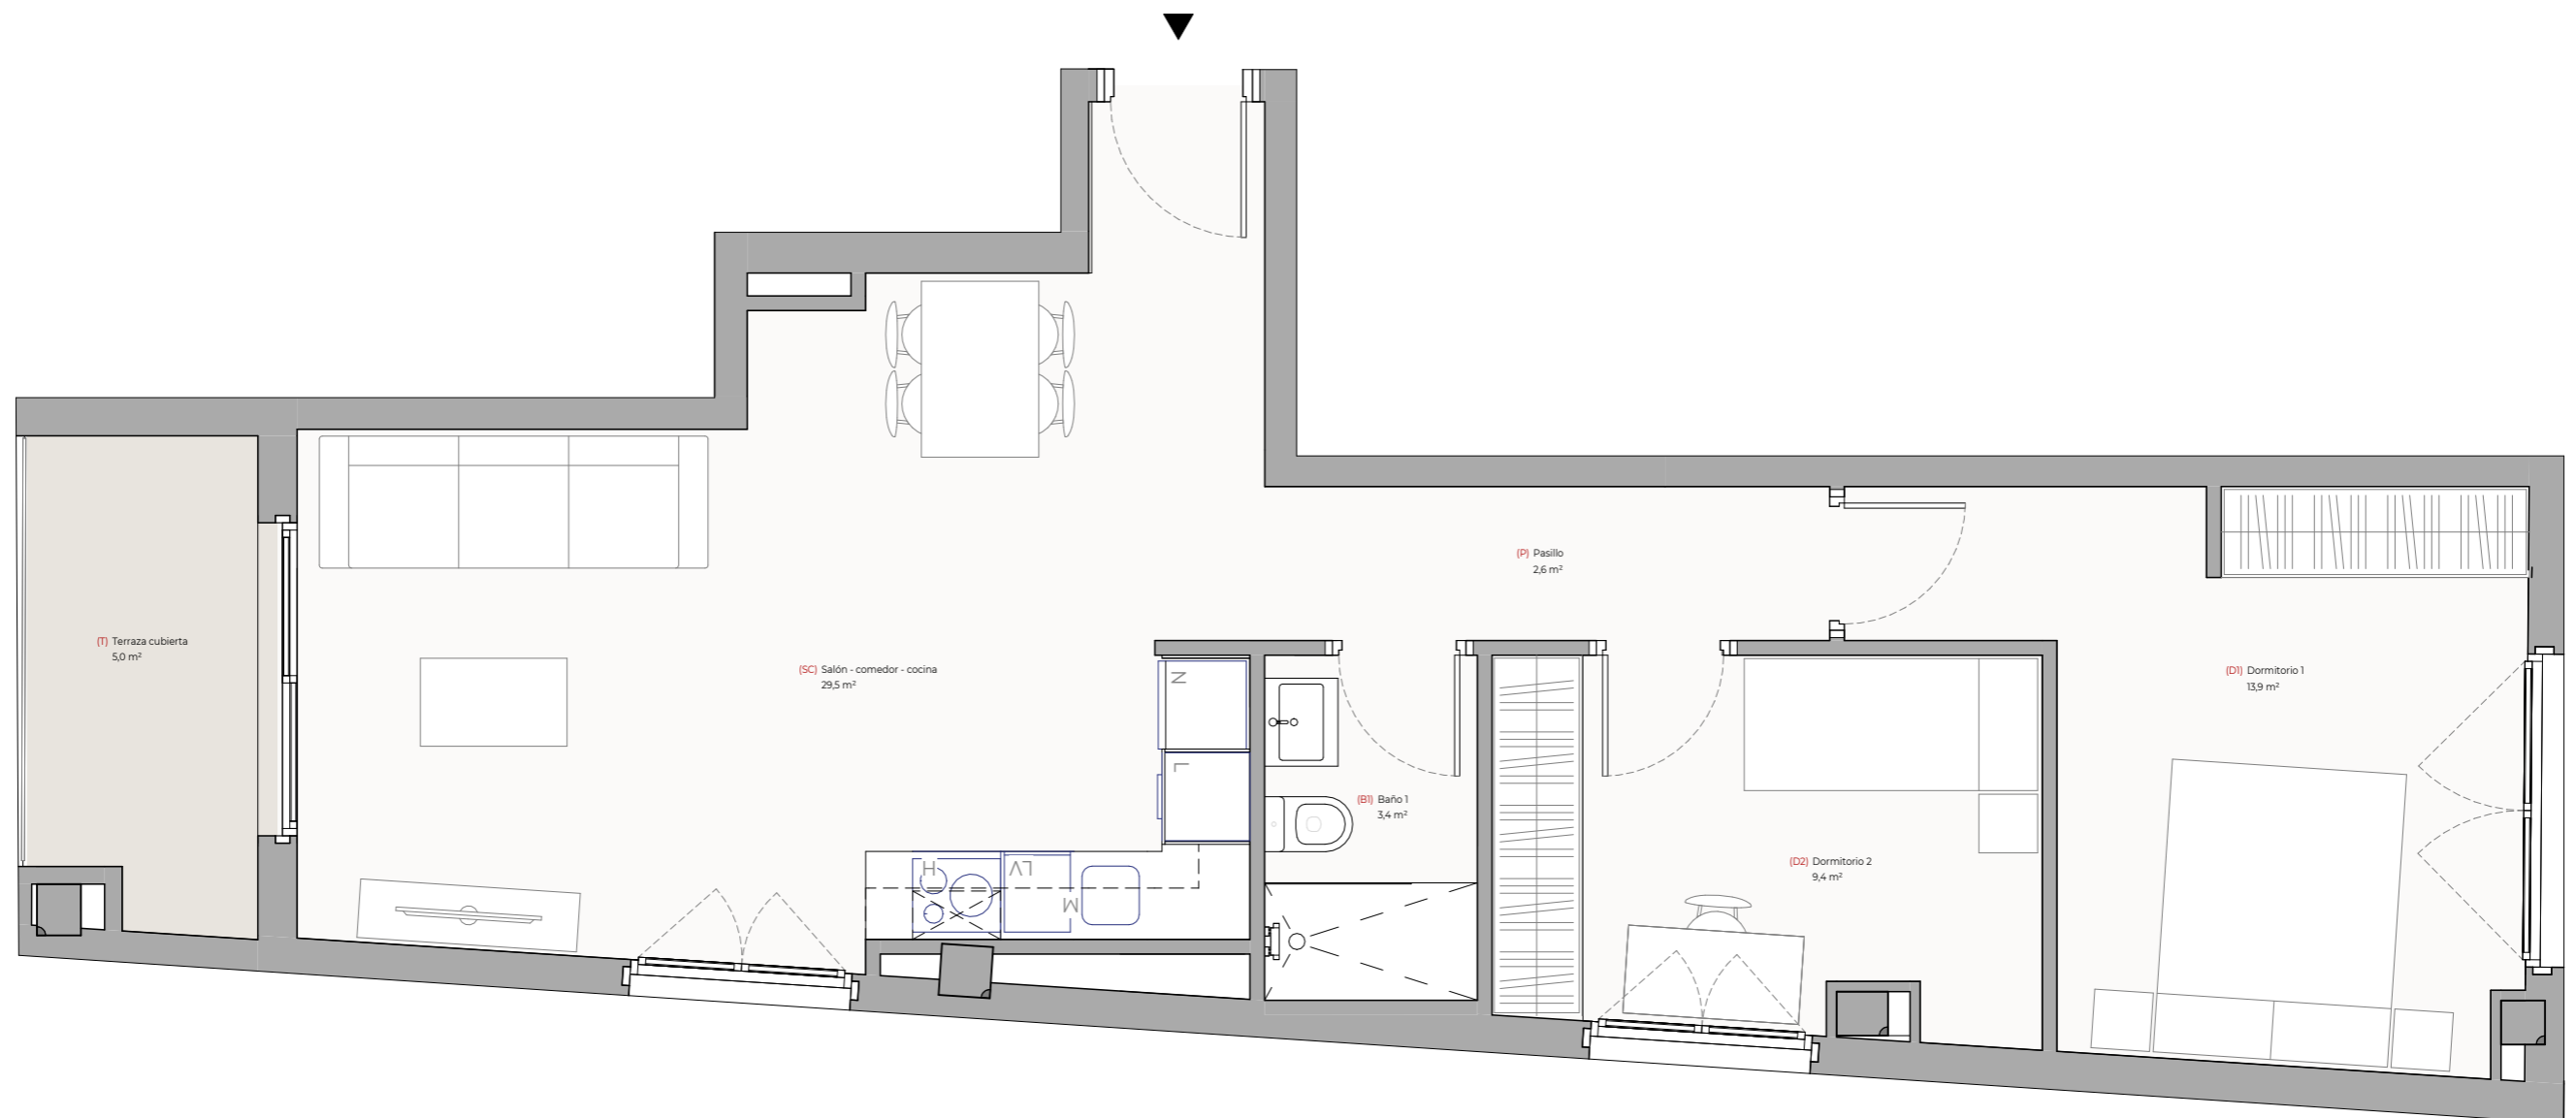 (P) Pasillo
2,6 m²
(T) Terraza cubierta
5,0 m²
(SC) Salón - comedor - cocina
29,5 m²
(D1) Dormitorio 1
13,9 m²
N
L
(B1) Baño 1
3,4 m²
(D2) Dormitorio 2
9,4 m²
H
LV
M